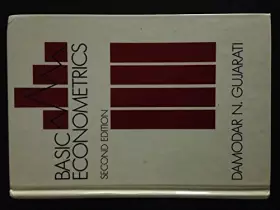 BASIC
ECONOMETRICS
SECOND EDITION
DAMODAR N. GUJARATI